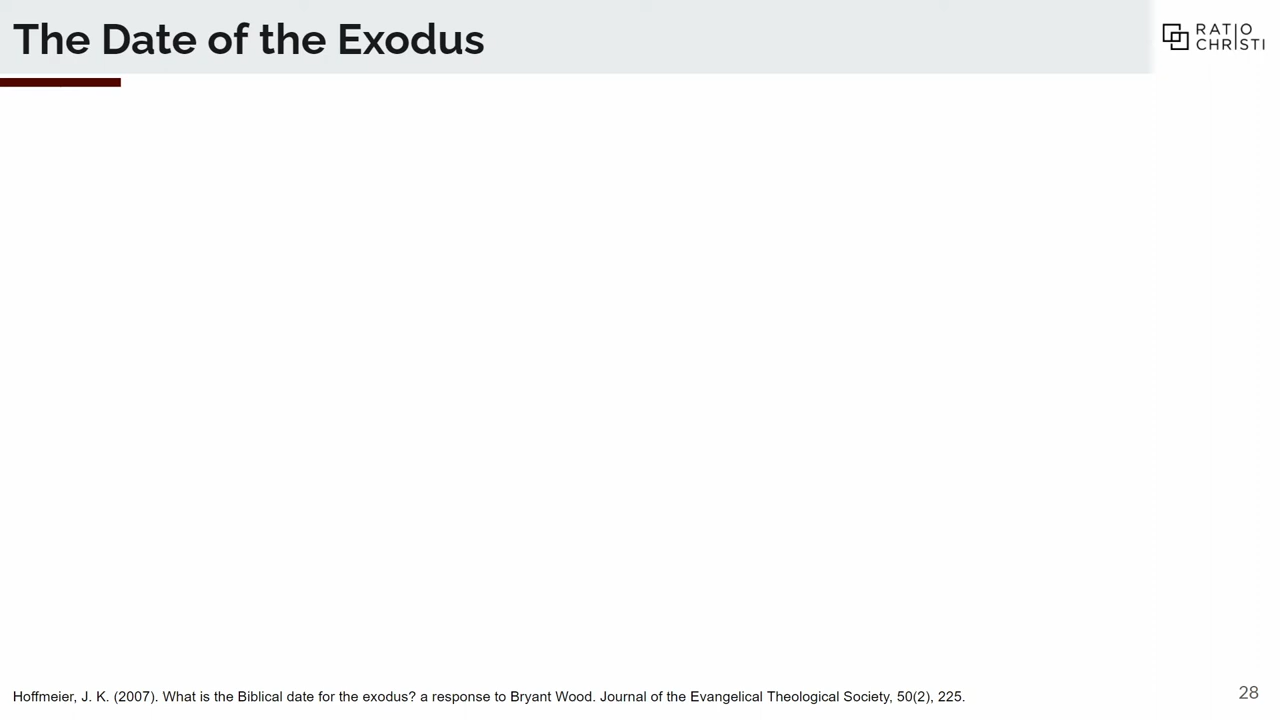 The Date of the Exodus
RATIO
CHRISTI
Hoffmeier, J. K. (2007). What is the Biblical date for the exodus? a response to Bryant Wood. Journal of the Evangelical Theological Society, 50(2), 225.
28